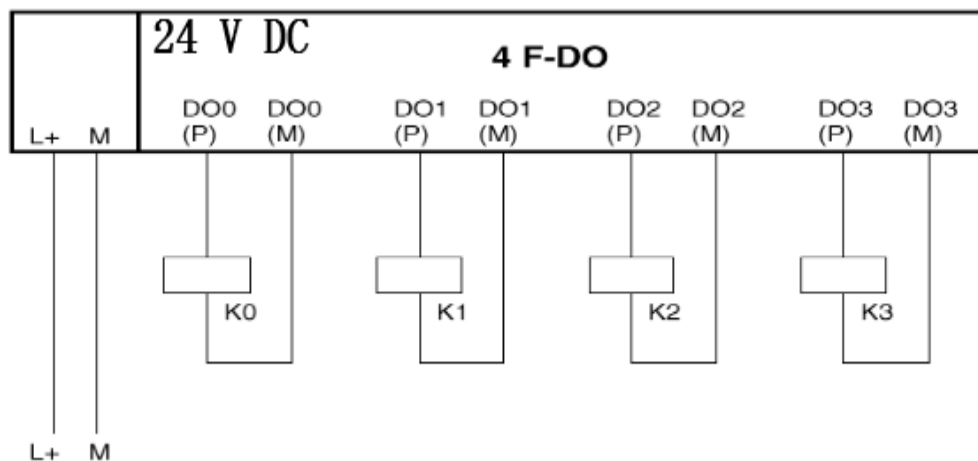 24 V DC
4 F-DO
DO0 DO0 DO1 DO1 DO2 DO2 DO3 DO3
L+ M (P) (M) (P) (M) (P) (M) (P) (M)
K0 K1 K2 K3
L+ M